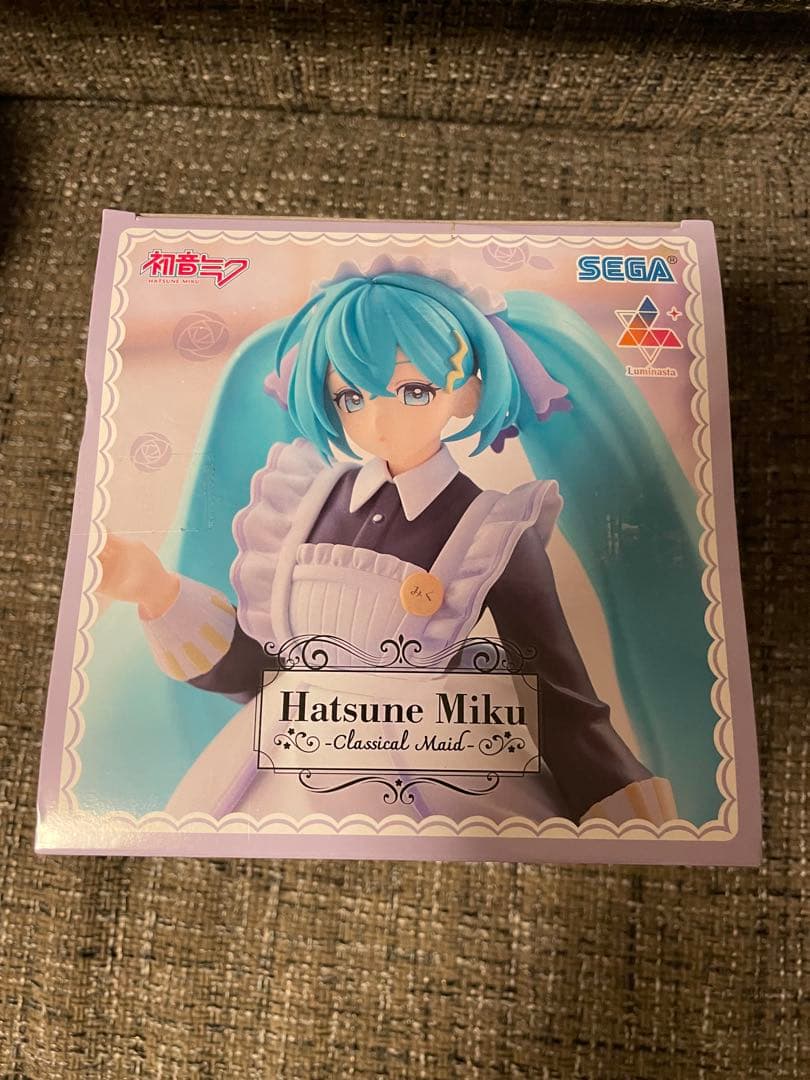 初音ミク
HATSUNE MIKU
SEGA®
Luminasta
みく
Hatsune Miku
-Classical Maid-